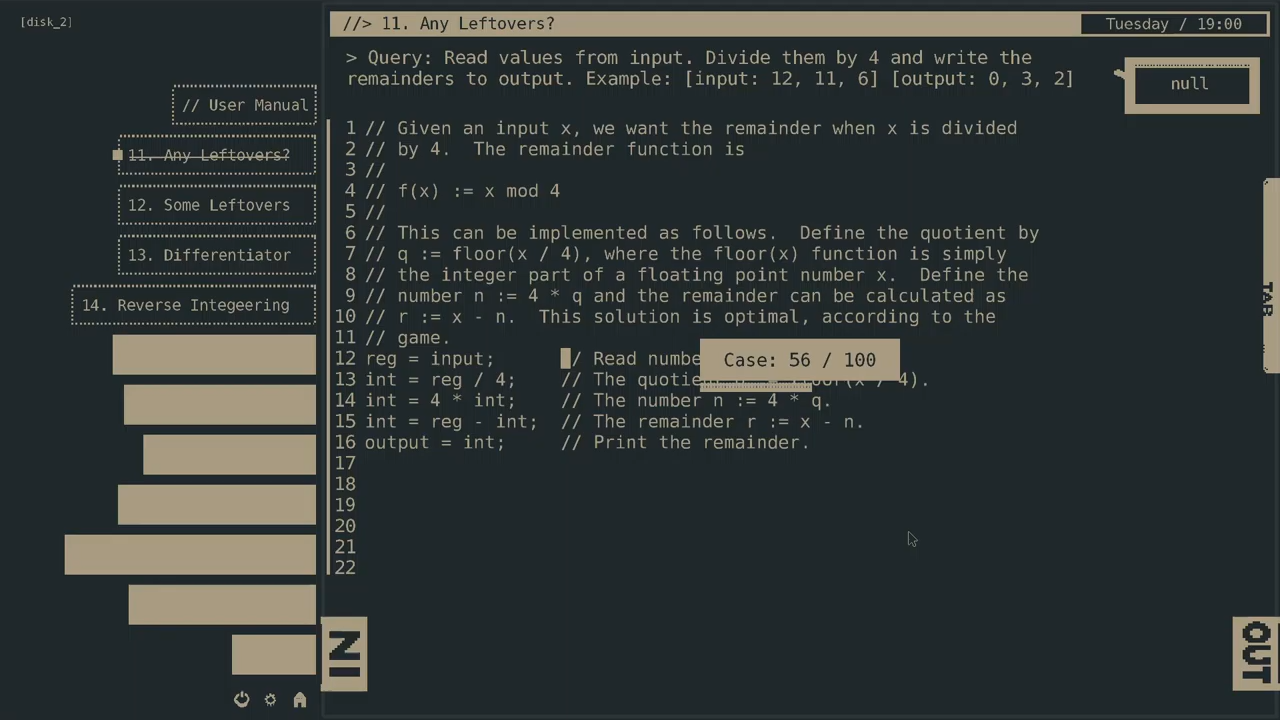 [disk_2]
//> 11. Any Leftovers?
Tuesday / 19:00
> Query: Read values from input. Divide them by 4 and write the
remainders to output. Example: [input: 12, 11, 6] [output: 0, 3, 2]
null
// User Manual
11. Any Leftovers?
12. Some Leftovers
13. Differentiator
14. Reverse Integeering
1 // Given an input x, we want the remainder when x is divided
2 // by 4.  The remainder function is
3 //
4 // f(x) := x mod 4
5 //
6 // This can be implemented as follows.  Define the quotient by
7 // q := floor(x / 4), where the floor(x) function is simply
8 // the integer part of a floating point number x.  Define the
9 // number n := 4 * q and the remainder can be calculated as
10 // r := x - n.  This solution is optimal, according to the
11 // game.
12 reg = input;      / Read numbe
Case: 56 / 100
13 int = reg / 4;    // The quotie / 4).
14 int = 4 * int;    // The number n := 4 * q.
15 int = reg - int;  // The remainder r := x - n.
16 output = int;     // Print the remainder.
17
18
19
20
21
22
TAB
IN
OUT